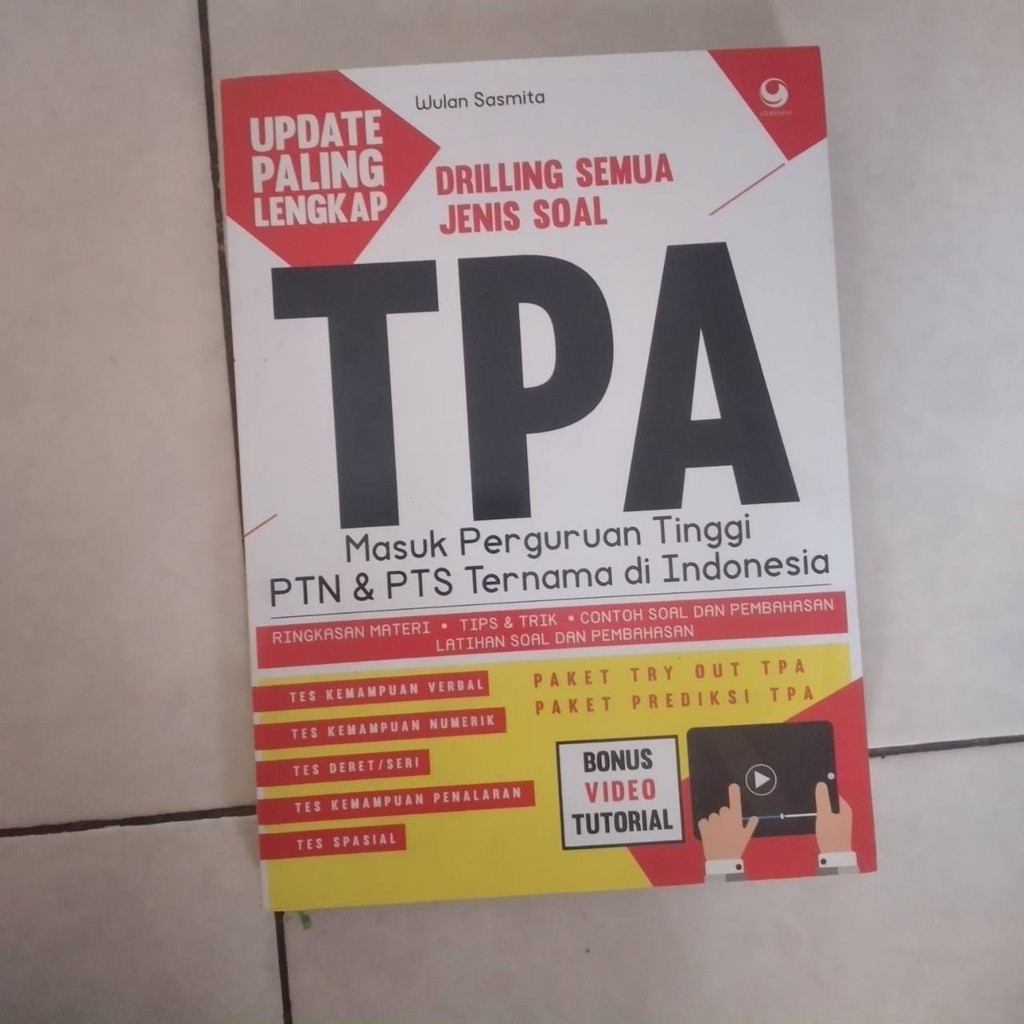 Wulan Sasmita
UPDATE
PALING
LENGKAP
DRILLING SEMUA
JENIS SOAL
TPA
Masuk Perguruan Tinggi
PTN & PTS Ternama di Indonesia
RINGKASAN MATERI • TIPS & TRIK • CONTOH SOAL DAN PEMBAHASAN
LATIHAN SOAL DAN PEMBAHASAN
TES KEMAMPUAN VERBAL
TES KEMAMPUAN NUMERIK
TES DERET/SERI
TES KEMAMPUAN PENALARAN
TES SPASIAL
PAKET TRY OUT TPA
PAKET PREDIKSI TPA
BONUS
VIDEO
TUTORIAL